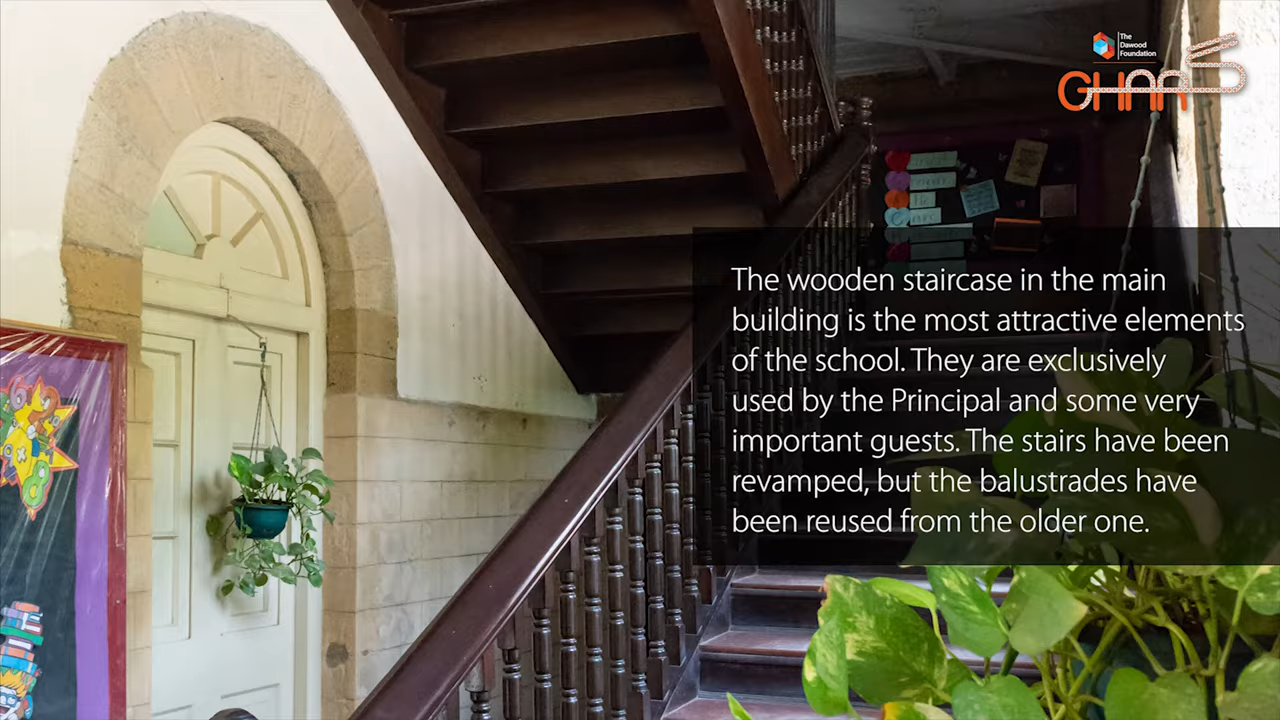 The
Dawood
Foundation
GHAR
The wooden staircase in the main
building is the most attractive elements
of the school. They are exclusively
used by the Principal and some very
important guests. The stairs have been
revamped, but the balustrades have
been reused from the older one.